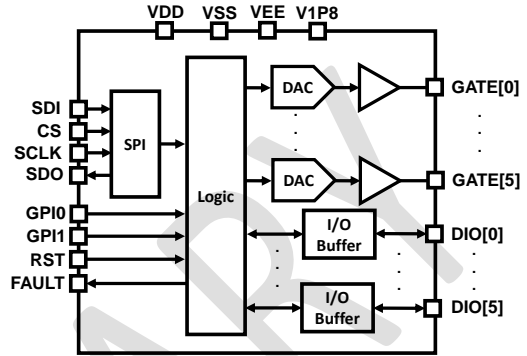 VDD VSS VEE V1P8
SDI
CS
SCLK
SDO
GPI0
GPI1
RST
FAULT
SPI
Logic
DAC
DAC
I/O
Buffer
I/O
Buffer
GATE[0]
GATE[5]
DIO[0]
DIO[5]